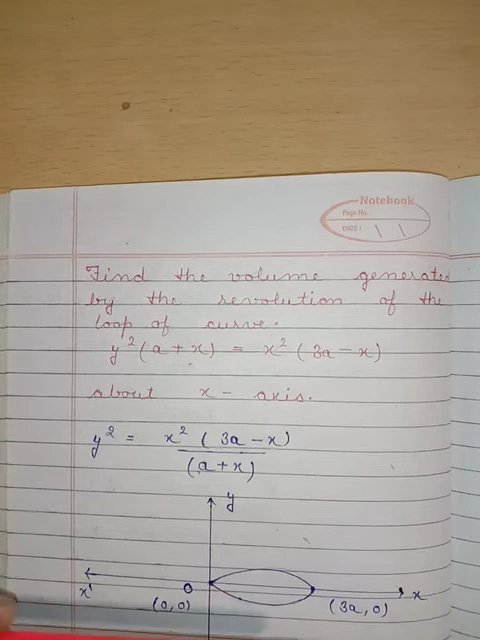 Notebook
Page No.
DATE:
Find the volume generated
by the revolution of the
loop of curve.
y²(a+x) = x²(3a-x)
about x-axis.
y² = x²(3a-x)
(a+x)
y
x' O x
(0,0) (3a,0)